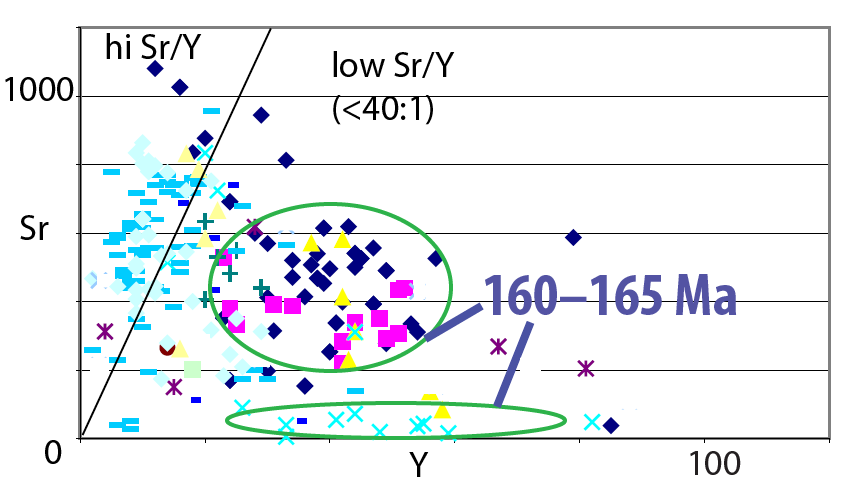 hi Sr/Y
low Sr/Y
(<40:1)
1000
Sr
160–165 Ma
0
Y
100